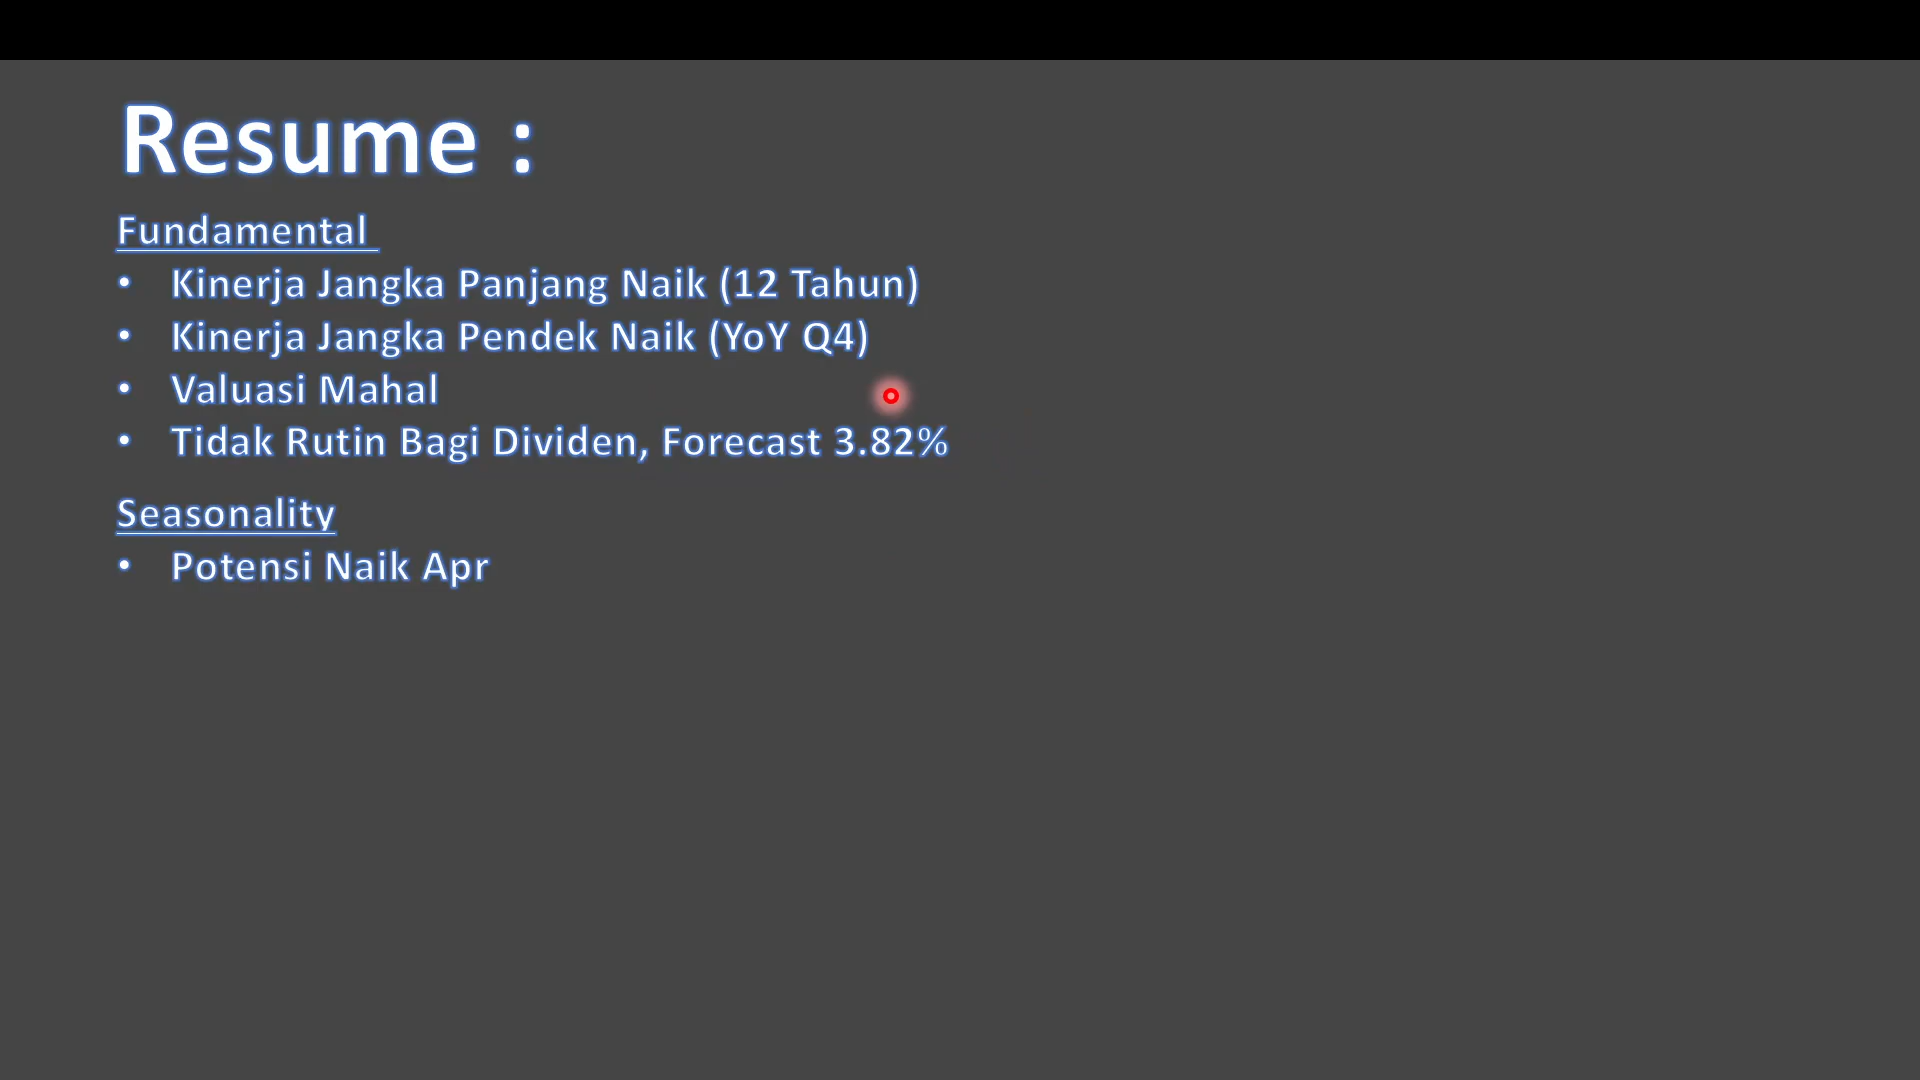 Resume :
Fundamental
• Kinerja Jangka Panjang Naik (12 Tahun)
• Kinerja Jangka Pendek Naik (YoY Q4)
• Valuasi Mahal
• Tidak Rutin Bagi Dividen, Forecast 3.82%
Seasonality
• Potensi Naik Apr